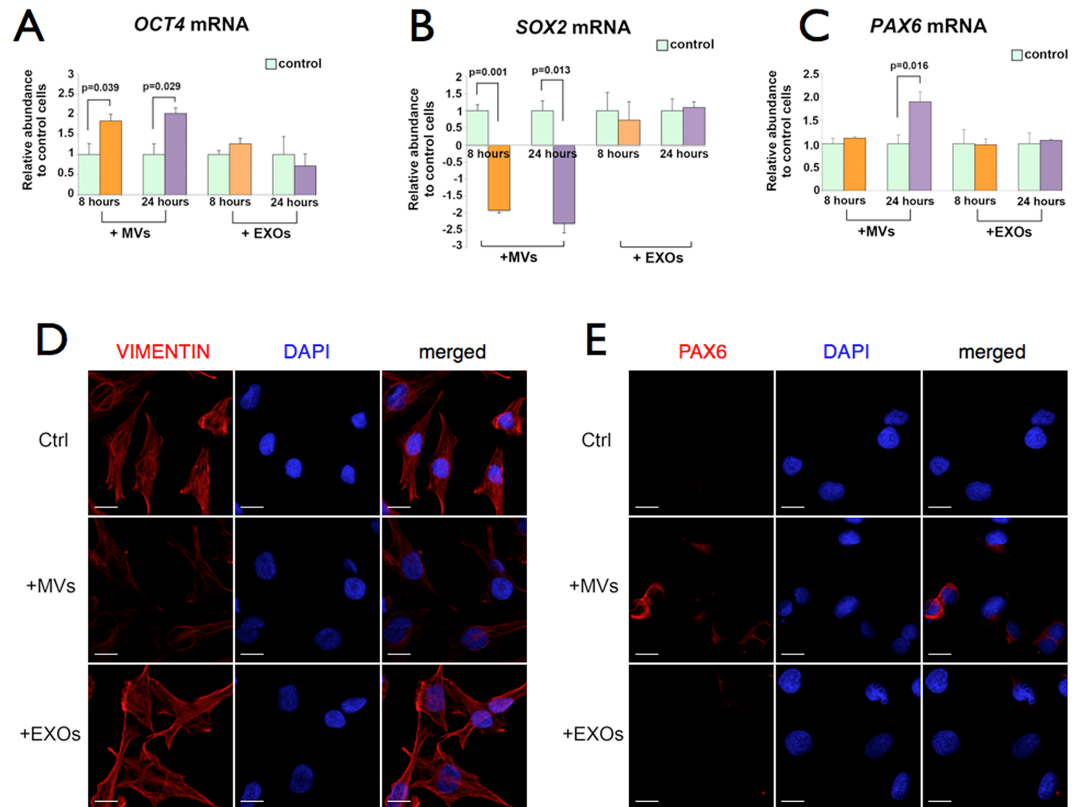 A
OCT4 mRNA
control
Relative abundance
to control cells
3
2.5
2
1.5
1
0.5
0
p=0.039
p=0.029
8 hours
24 hours
8 hours
24 hours
+ MVs
+ EXOs
B
SOX2 mRNA
control
Relative abundance
to control cells
2
1.5
1
0.5
0
-0.5
-1
-1.5
-2
-2.5
-3
p=0.001
p=0.013
8 hours
24 hours
8 hours
24 hours
+MVs
+ EXOs
C
PAX6 mRNA
control
Relative abundance
to control cells
2.5
2.0
1.5
1.0
0.5
0
p=0.016
8 hours
24 hours
8 hours
24 hours
+MVs
+EXOs
D
VIMENTIN
DAPI
merged
Ctrl
+MVs
+EXOs
E
PAX6
DAPI
merged
Ctrl
+MVs
+EXOs